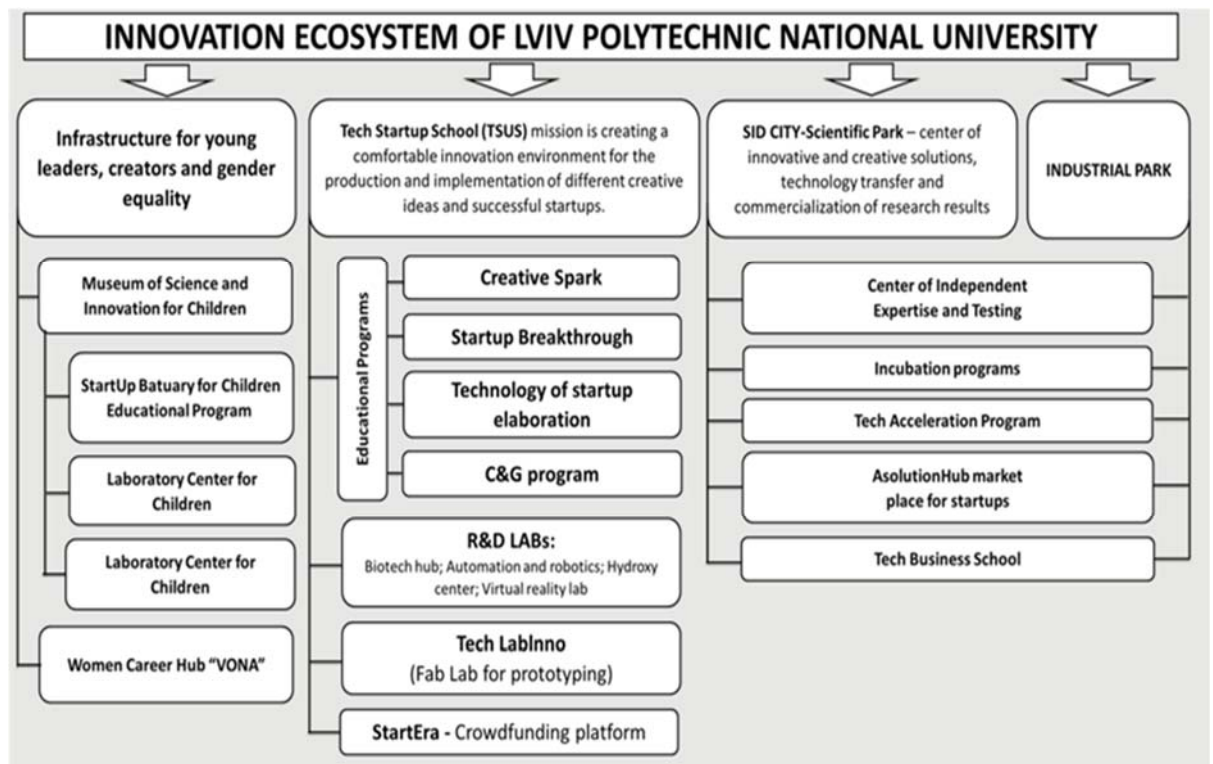 INNOVATION ECOSYSTEM OF LVIV POLYTECHNIC NATIONAL UNIVERSITY
Infrastructure for young
leaders, creators and gender
equality
Museum of Science and
Innovation for Children
StartUp Batuary for Children
Educational Program
Laboratory Center for
Children
Laboratory Center for
Children
Women Career Hub "VONA"
Tech Startup School (TSUS) mission is creating a
comfortable innovation environment for the
production and implementation of different creative
ideas and successful startups.
Educational Programs
Creative Spark
Startup Breakthrough
Technology of startup
elaboration
C&G program
R&D LABs:
Biotech hub; Automation and robotics; Hydroxy
center; Virtual reality lab
Tech LabInno
(Fab Lab for prototyping)
StartEra - Crowdfunding platform
SID CITY-Scientific Park – center of
innovative and creative solutions,
technology transfer and
commercialization of research results
INDUSTRIAL PARK
Center of Independent
Expertise and Testing
Incubation programs
Tech Acceleration Program
AsolutionHub market
place for startups
Tech Business School